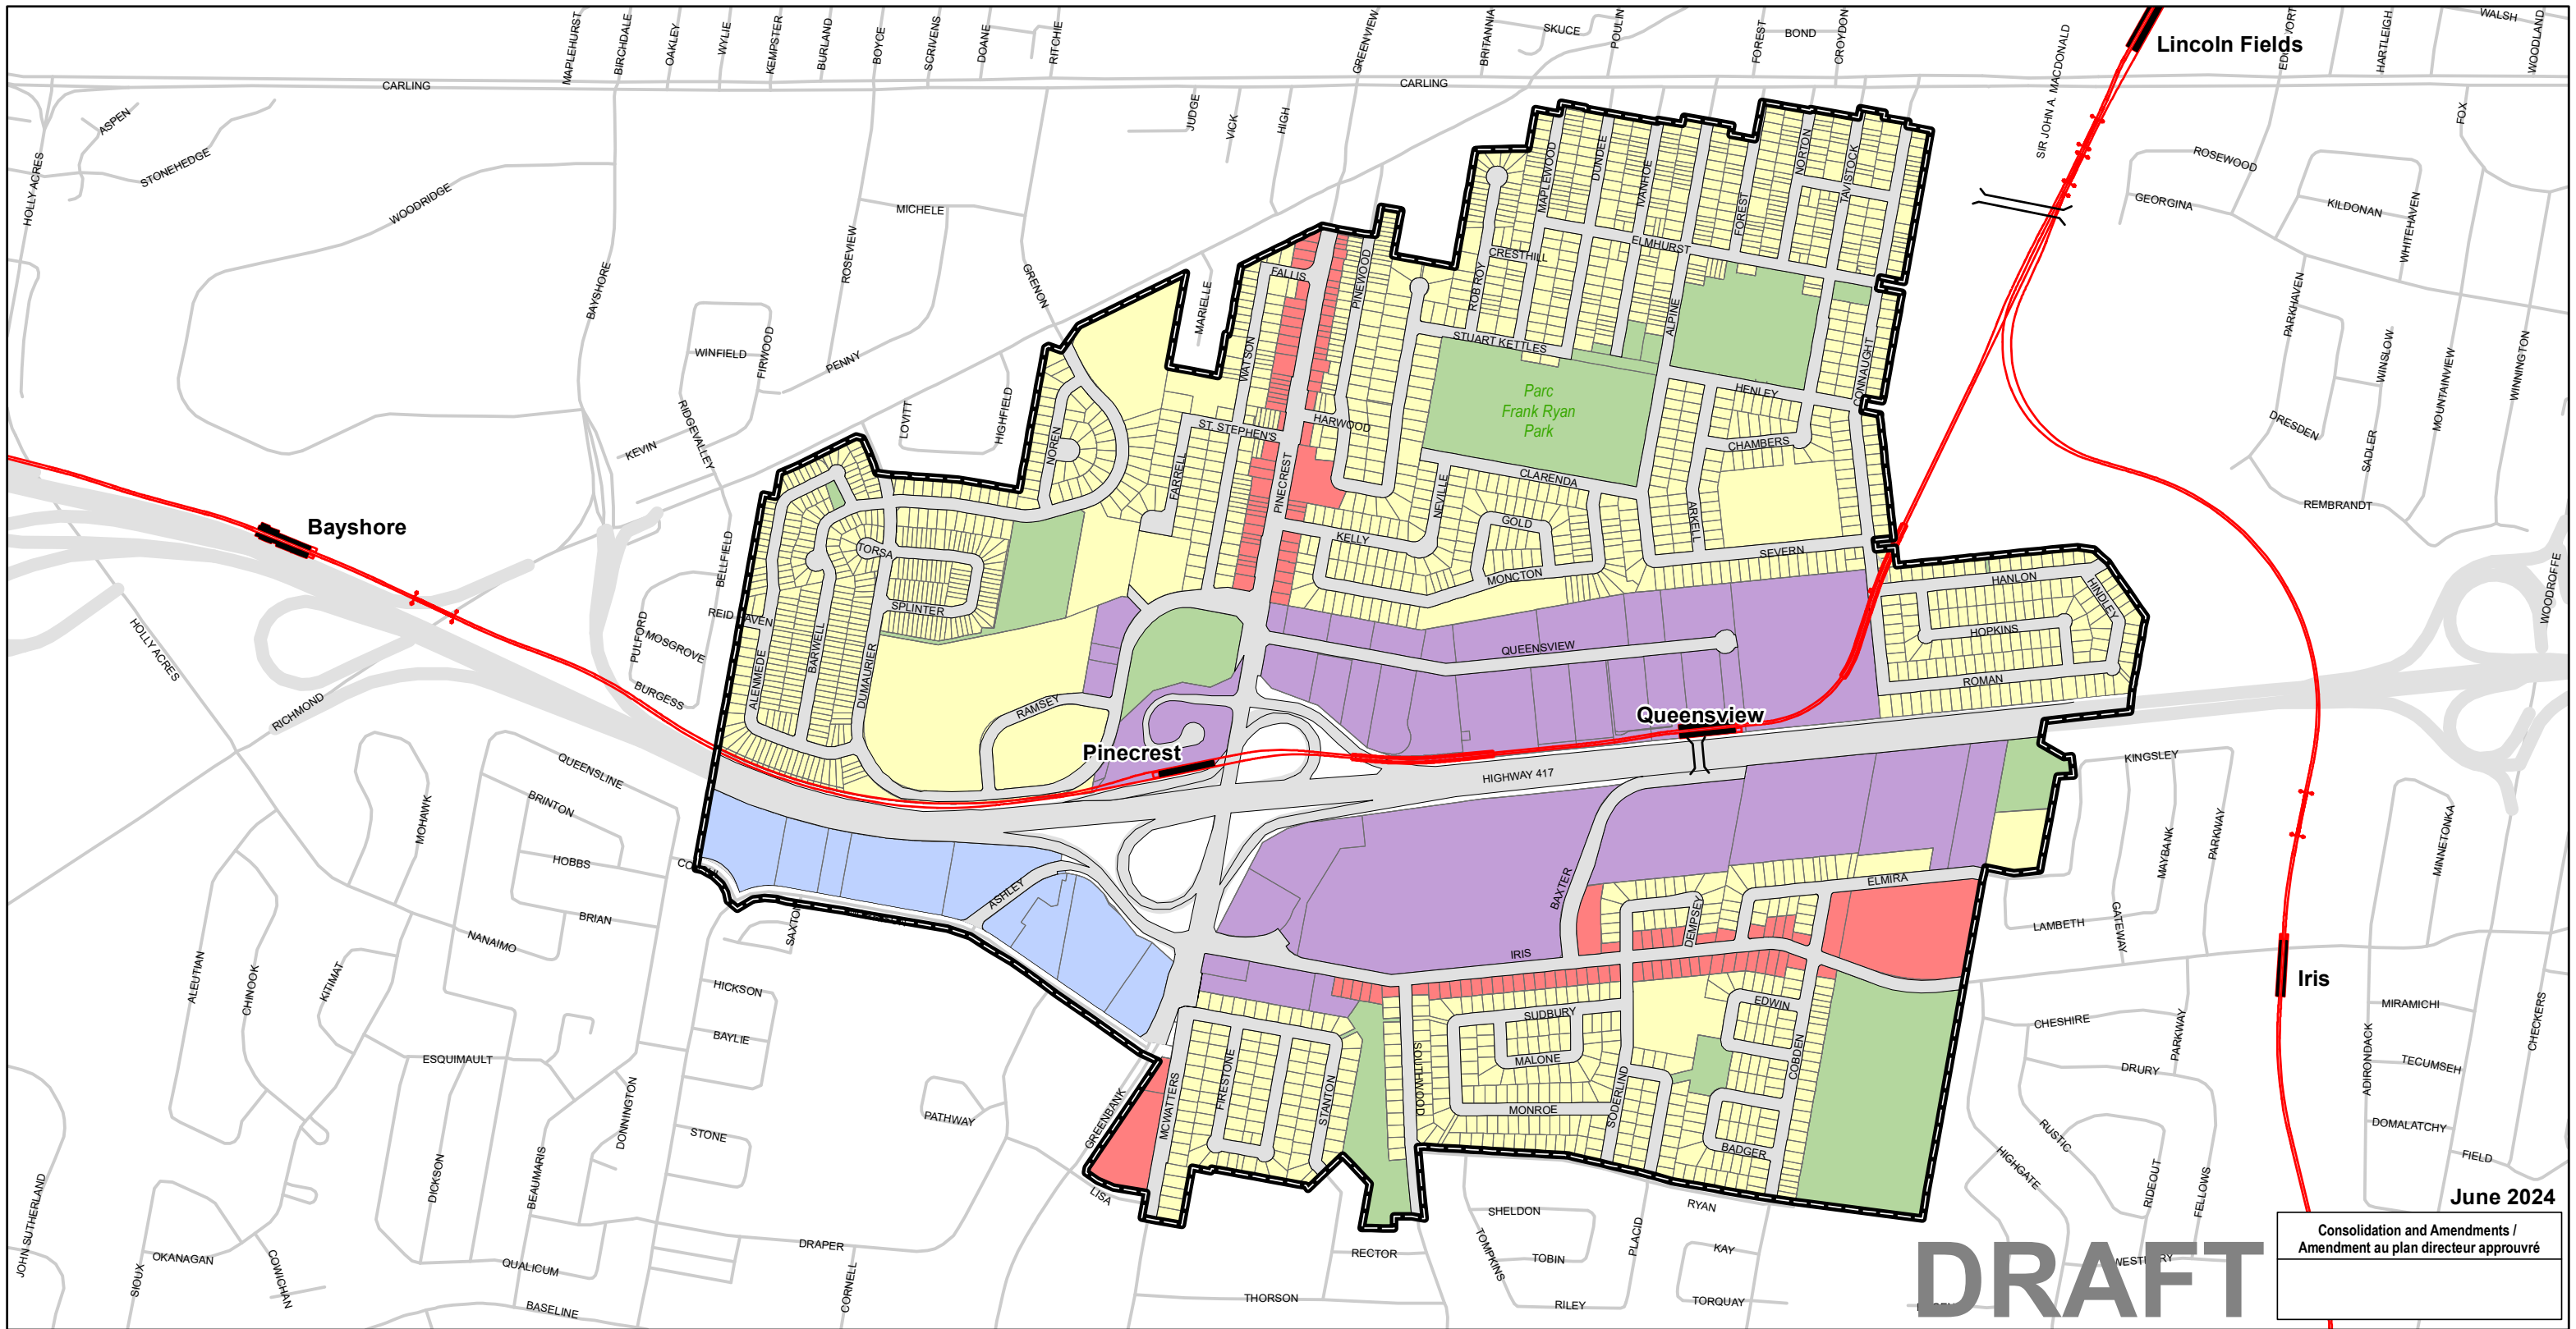 MAPLEHURST
BIRCHDALE
OAKLEY
WYLIE
KEMPSTER
BURLAND
BOYCE
SCRIVENS
DOANE
RITCHIE
GREENVIEW
BRITANNIA
SKUCE
POULIN
FOREST
BOND
CROYDON
SIR JOHN A. MACDONALD
Lincoln Fields
HARTLEIGH
WALSH
WOODLAND
CARLING
CARLING
ASPEN
STONEHEDGE
HOLLY ACRES
WOODRIDGE
BAYSHORE
MICHELE
ROSEVIEW
JUDGE
VICK
HIGH
GRENON
MARIELLE
WINFIELD
FIRWOOD
PENNY
LOVITT
HIGHFIELD
KEVIN
RIDGEVALLEY
MAPLEWOOD
DUNDEE
IVANHOE
FOREST
NORTON
TAVISTOCK
ELMHURST
CRESTHILL
ROB ROY
ALPINE
STUART KETTLES
FALLIS
PINEWOOD
WATSON
HARWOOD
ST. STEPHEN'S
FARRELL
NOREN
PINECREST
Parc
Frank Ryan
Park
HENLEY
CONNAUGHT
CHAMBERS
CLARENDA
NEVILLE
GOLD
ARKELL
KELLY
MONCTON
SEVERN
ROSEWOOD
GEORGINA
KILDONAN
WHITEHAVEN
FOX
PARKHAVEN
WINSLOW
MOUNTAINVIEW
WINNINGTON
DRESDEN
SADLER
REMBRANDT
WOODROFFE
Bayshore
BELLFIELD
PULFORD
MOSGROVE
BURGESS
HOLLY ACRES
RICHMOND
TORSA
SPLINTER
BARWELL
ALENMEDE
DUMAURIER
RAMSEY
Pinecrest
QUEENSVIEW
Queensview
HIGHWAY 417
HANLON
HINDLEY
HOPKINS
ROMAN
QUEENSLINE
BRINTON
MOHAWK
HOBBS
BRIAN
NANAIMO
ALEUTIAN
CHINOOK
KITIMAT
ESQUIMAULT
SAXTON
HICKSON
BAYLIE
DONNINGTON
STONE
DICKSON
BEAUMARIS
JOHN SUTHERLAND
SIOUX
OKANAGAN
COWICHAN
QUALICUM
BASELINE
DRAPER
CORNELL
PATHWAY
ASHLEY
GREENBANK
LISA
MCWATTERS
FIRESTONE
STANTON
SOUTHWOOD
IRIS
BAXTER
DEMPSEY
ELMIRA
SUDBURY
MALONE
MONROE
SODERLIND
EDWIN
COBDEN
BADGER
KINGSLEY
MAYBANK
PARKWAY
GATEWAY
LAMBETH
MINNETONKA
Iris
CHESHIRE
DRURY
PARKWAY
RUSTIC
HIGHGATE
RIDEOUT
FELLOWS
ADIRONDACK
MIRAMICHI
TECUMSEH
DOMALATCHY
FIELD
CHECKERS
SHELDON
TOMPKINS
TOBIN
RILEY
PLACID
RYAN
KAY
TORQUAY
RECTOR
THORSON
June 2024
Consolidation and Amendments /
Amendment au plan directeur approuvré
DRAFT